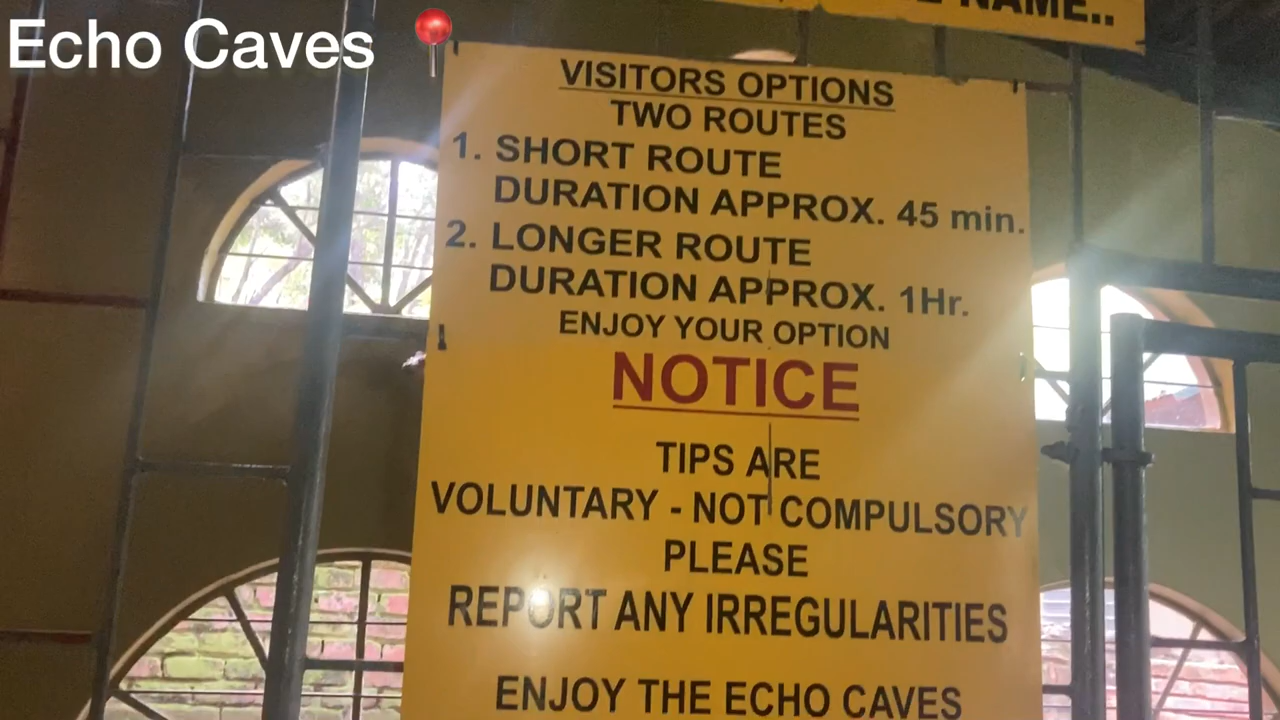 Echo Caves
NAME..
VISITORS OPTIONS
TWO ROUTES
1. SHORT ROUTE
DURATION APPROX. 45 min.
2. LONGER ROUTE
DURATION APPROX. 1Hr.
ENJOY YOUR OPTION
NOTICE
TIPS ARE
VOLUNTARY - NOT COMPULSORY
PLEASE
REPORT ANY IRREGULARITIES
ENJOY THE ECHO CAVES